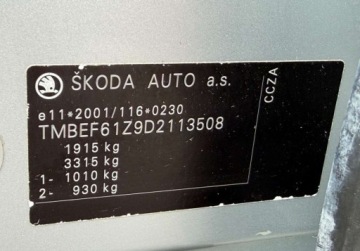 ŠKODA AUTO a.s.
e11*2001/116*0230
TMBEF61Z9D2113508
1915 kg
3315 kg
1- 1010 kg
2- 930 kg
CCZA